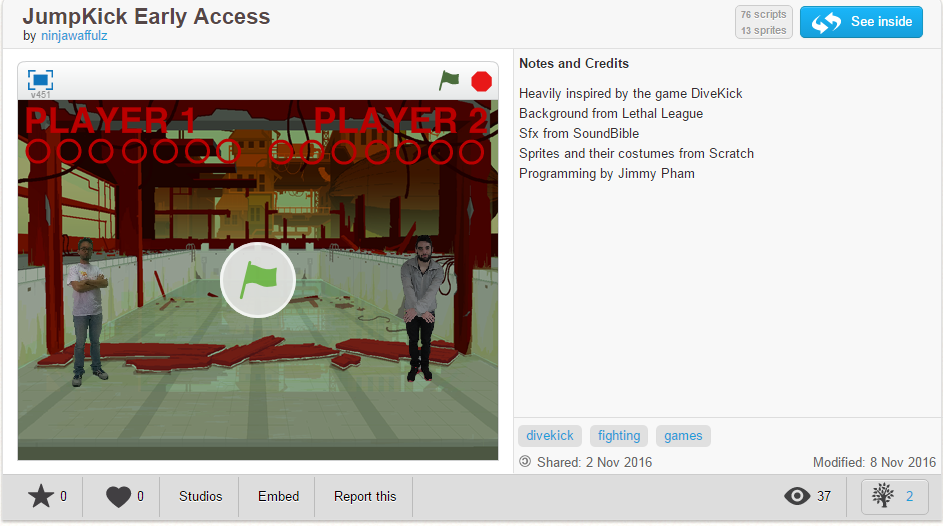 JumpKick Early Access
by ninjawaffulz
76 scripts
13 sprites
See inside
v451
PLAYER 1
PLAYER 2
Notes and Credits
Heavily inspired by the game DiveKick
Background from Lethal League
Sfx from SoundBible
Sprites and their costumes from Scratch
Programming by Jimmy Pham
divekick
fighting
games
Shared: 2 Nov 2016
Modified: 8 Nov 2016
0
0
Studios
Embed
Report this
37
2